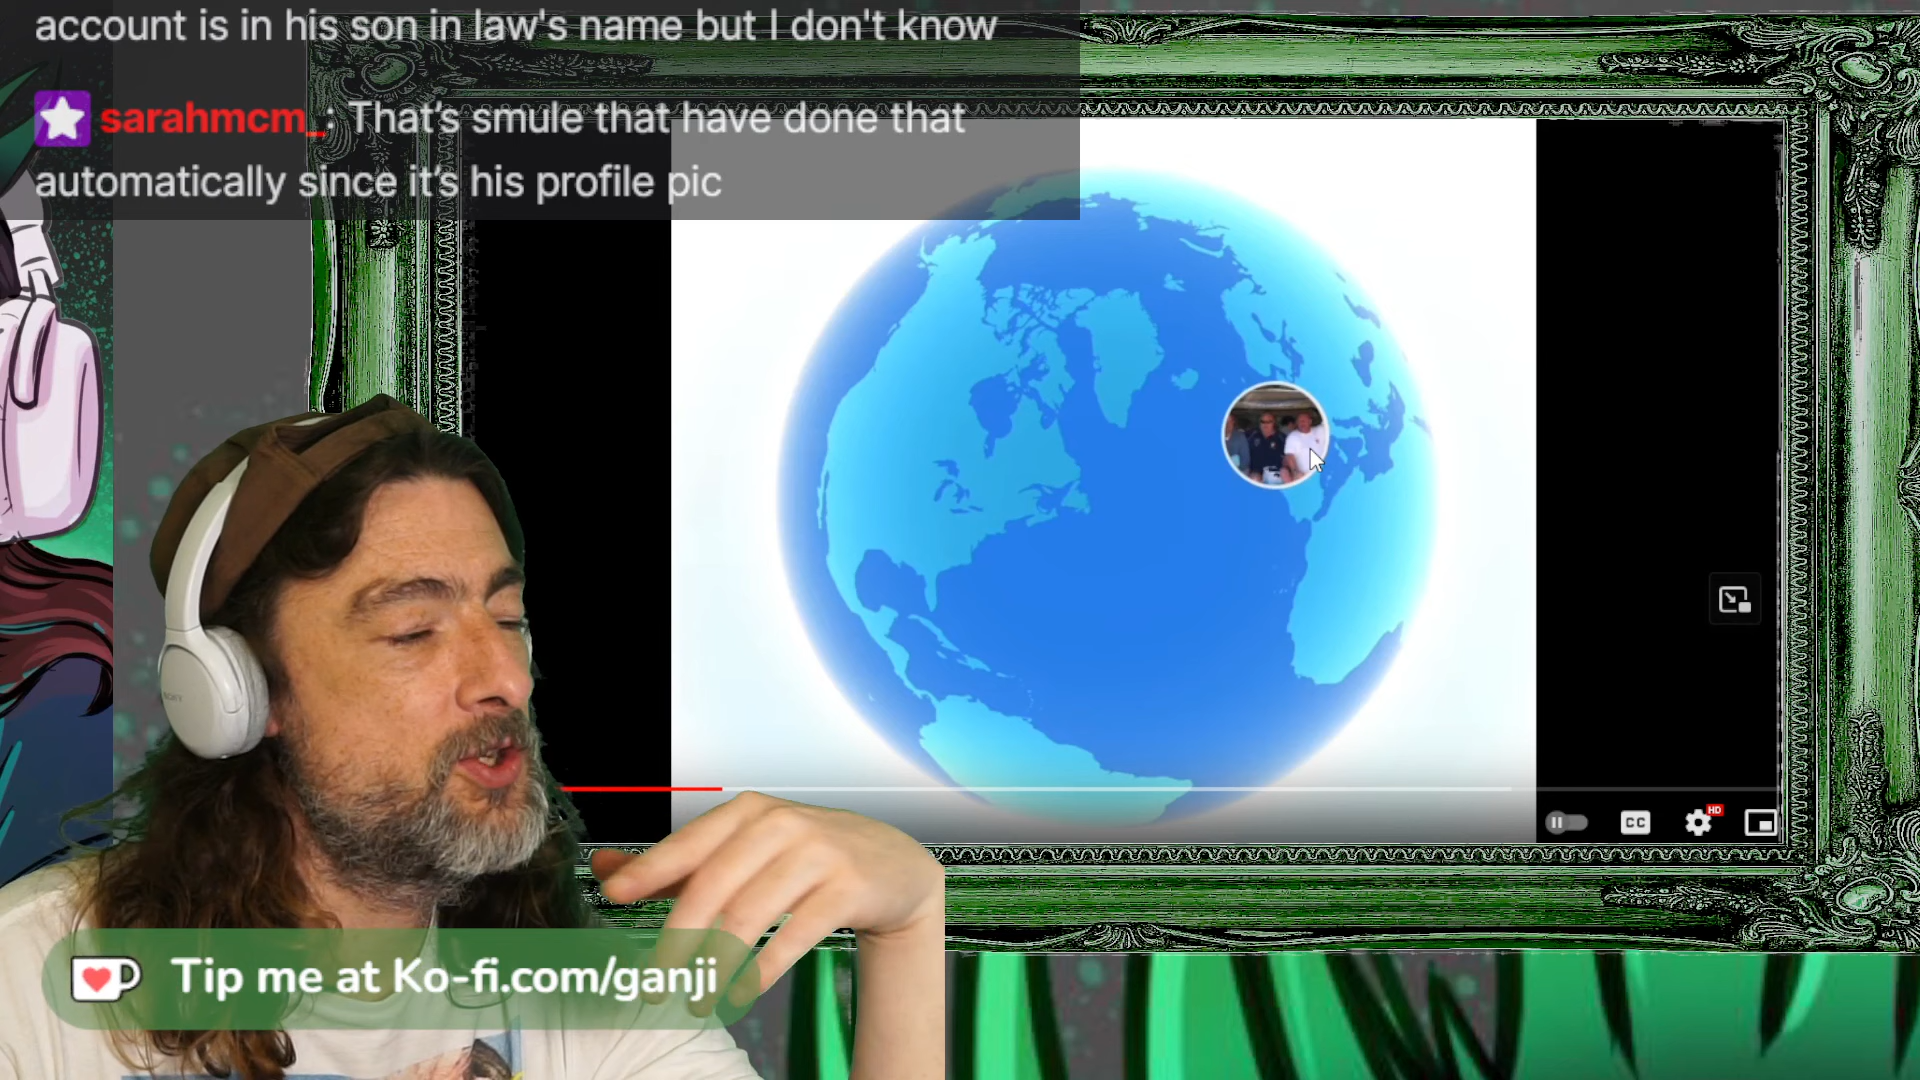 account is in his son in law's name but I don't know
sarahmcm_: That's smule that have done that
automatically since it's his profile pic
CC
HD
SONY
Tip me at Ko-fi.com/ganji